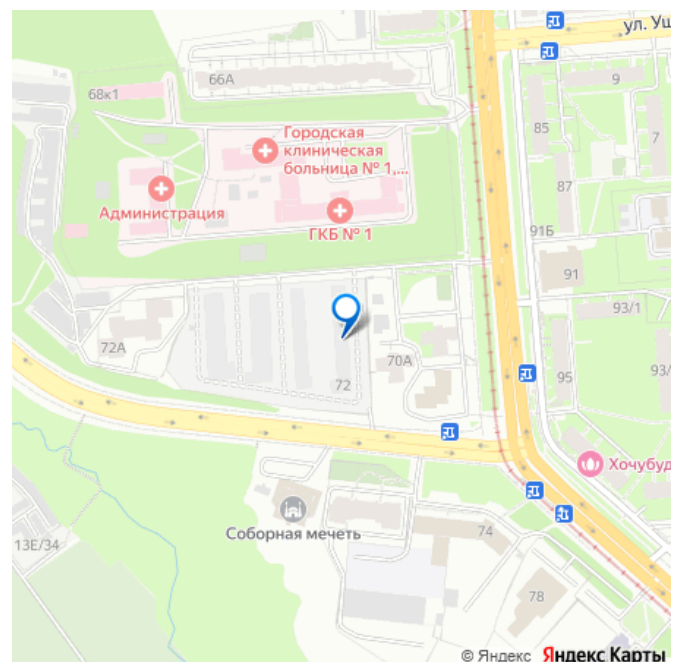 ул. Уш
66А
9
68к1
85
7
Городская
клиническая
больница № 1,...
87
Администрация
ГКБ № 1
91Б
91
93/1
72А
70А
72
95
93/
Хочубуд
Соборная мечеть
74
13Е/34
78
© Яндекс Яндекс Карты